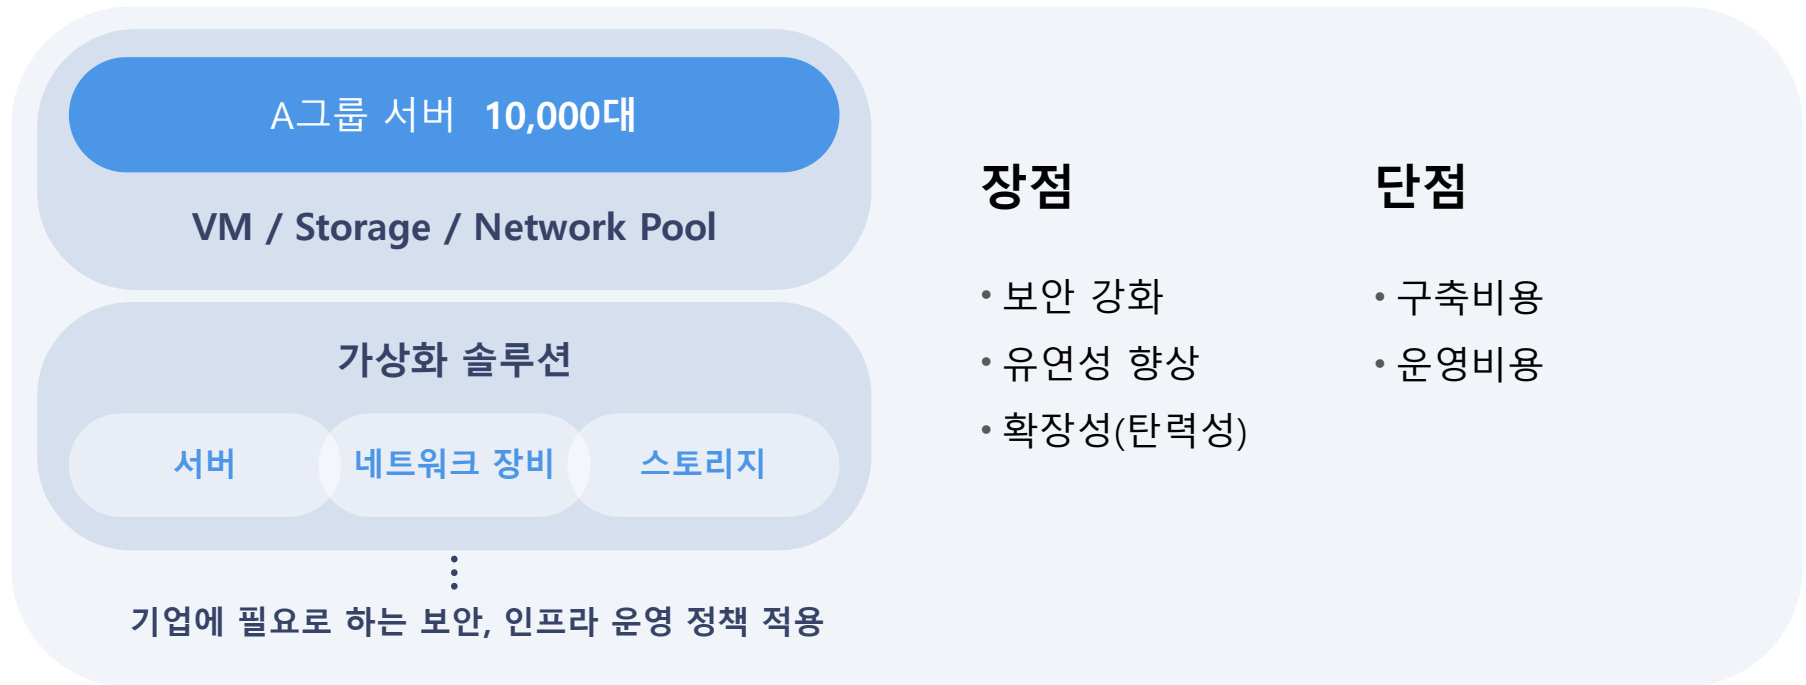 A그룹 서버 10,000대
VM / Storage / Network Pool
가상화 솔루션
서버
네트워크 장비
스토리지
기업에 필요로 하는 보안, 인프라 운영 정책 적용
장점
• 보안 강화
• 유연성 향상
• 확장성(탄력성)
단점
• 구축비용
• 운영비용